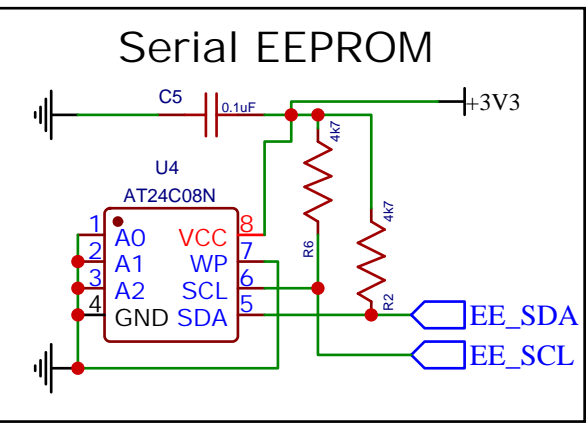 Serial EEPROM
C5
0.1uF
+3V3
4k7
U4
AT24C08N
1 A0 VCC 8
2 A1 WP 7
3 A2 SCL 6
4 GND SDA 5
R6
4k7
R2
EE_SDA
EE_SCL